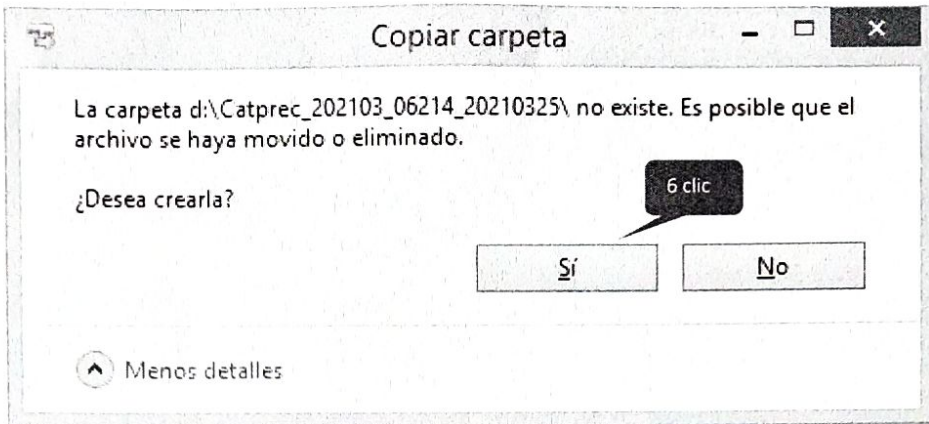 Copiar carpeta
La carpeta d:\Catprec_202103_06214_20210325\ no existe. Es posible que el
archivo se haya movido o eliminado.
¿Desea crearla?
6 clic
Sí
No
Menos detalles